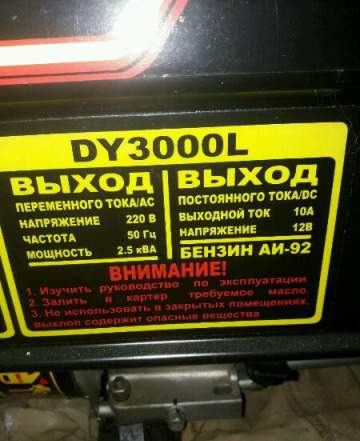 DY3000L
ВЫХОД
ПЕРЕМЕННОГО ТОКА/AC
НАПРЯЖЕНИЕ 220 В
ЧАСТОТА 50 Гц
МОЩНОСТЬ 2.5 кВА
ВЫХОД
ПОСТОЯННОГО ТОКА/DC
ВЫХОДНОЙ ТОК 10А
НАПРЯЖЕНИЕ 12В
БЕНЗИН АИ-92
ВНИМАНИЕ!
1. Изучить руководство по эксплуатации.
2. Залить в картер требуемое масло.
3. Не использовать в закрытых помещениях,
выхлоп содержит опасные вещества